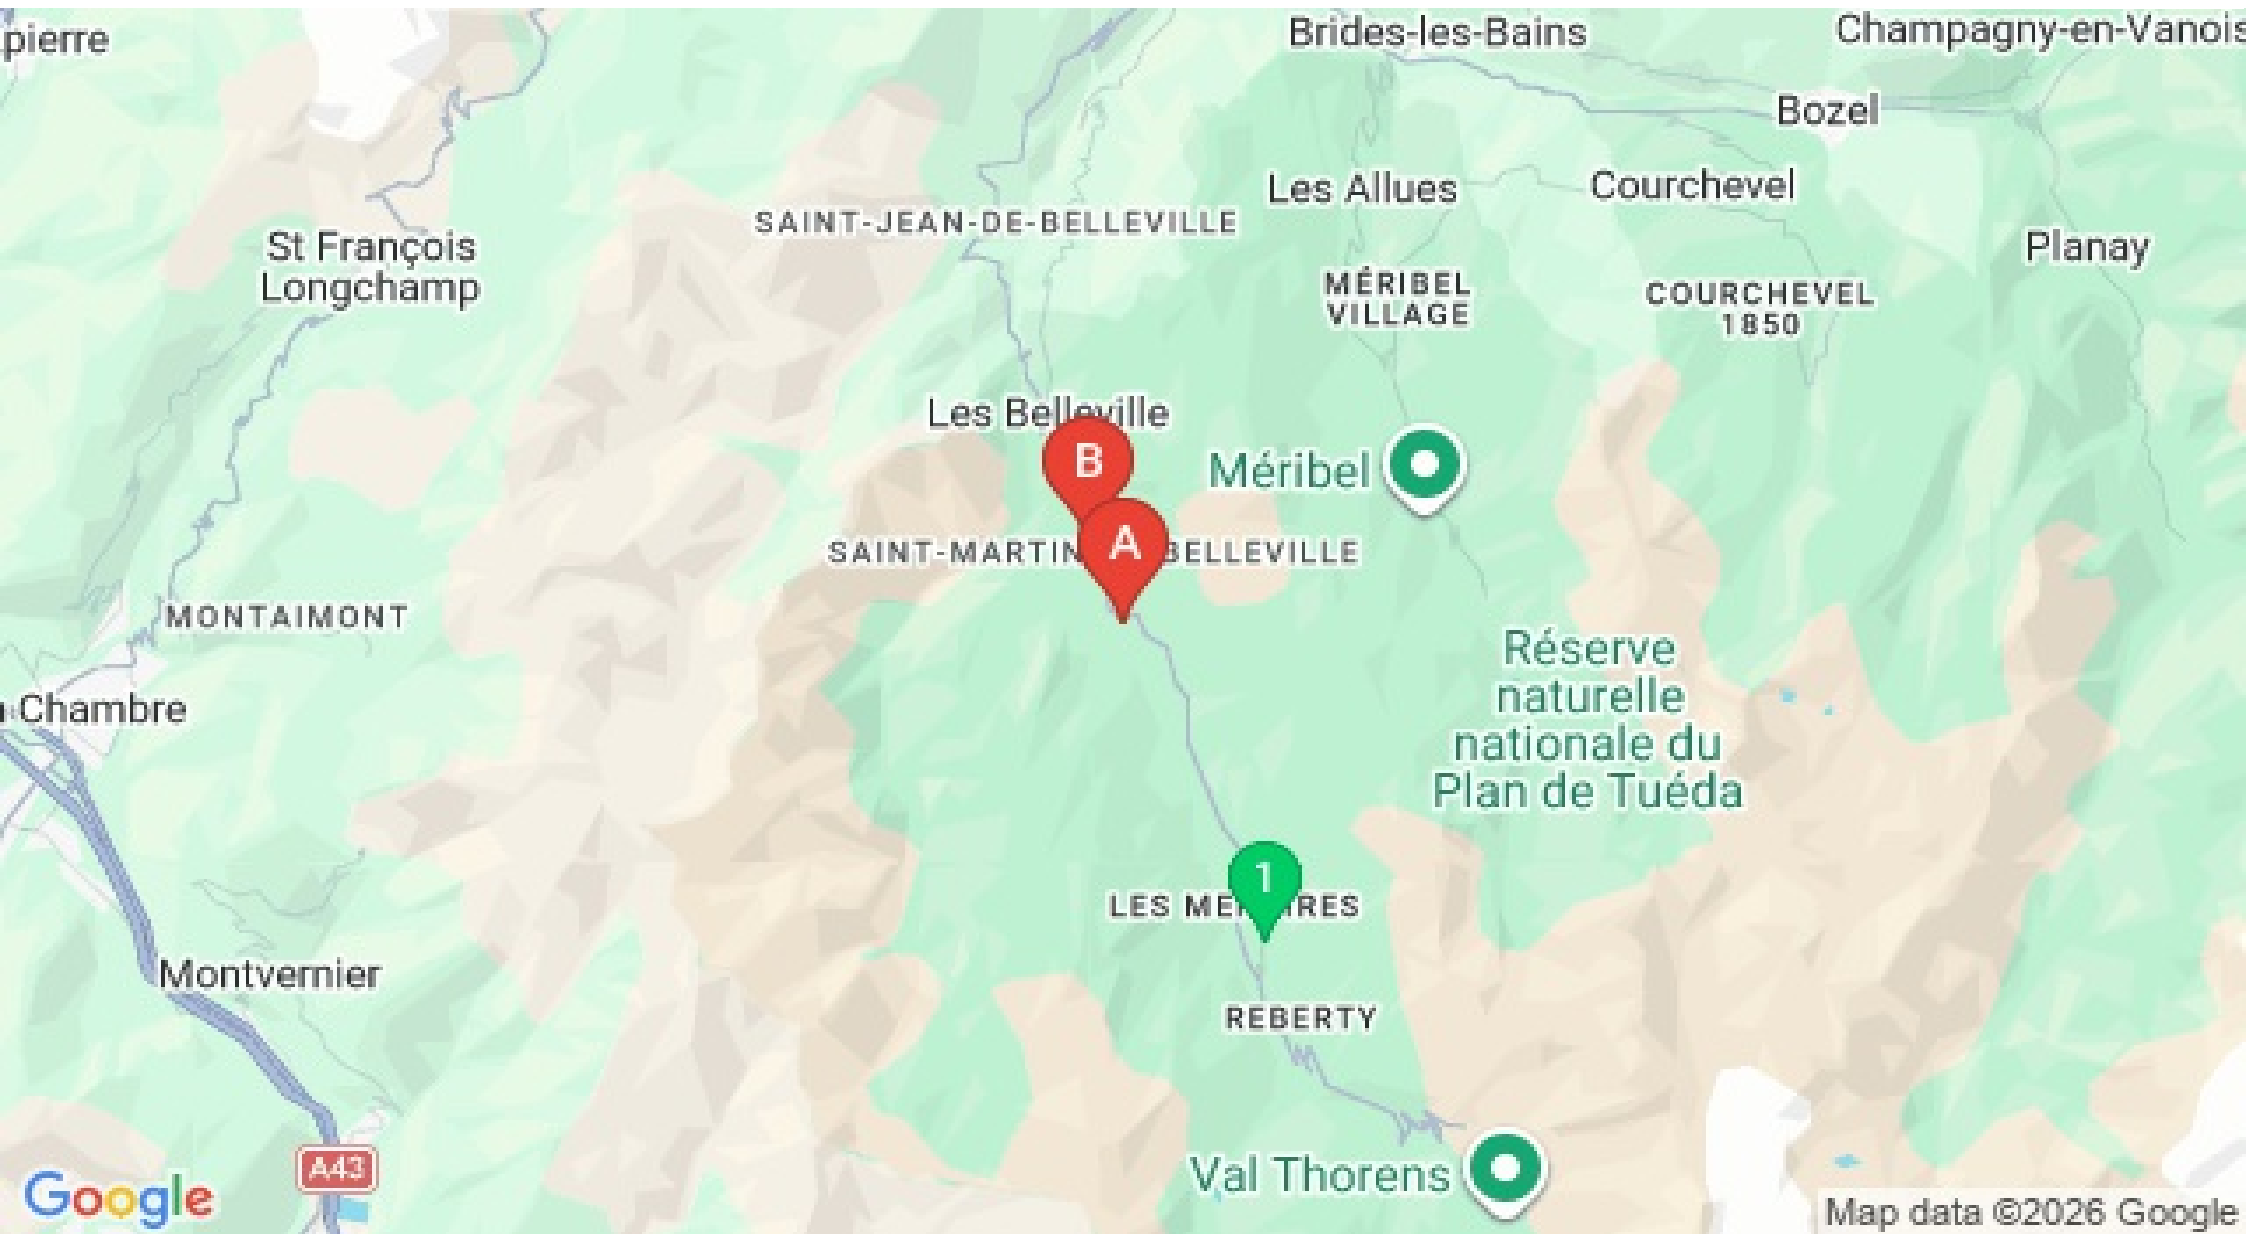 pierre
Brides-les-Bains
Champagny-en-Vanois
Bozel
Les Allues
Courchevel
SAINT-JEAN-DE-BELLEVILLE
St François
Longchamp
Planay
MÉRIBEL
VILLAGE
COURCHEVEL
1850
Les Belleville
B
Méribel
A
SAINT-MARTIN BELLEVILLE
MONTAIMONT
Réserve
naturelle
nationale du
Plan de Tuéda
Chambre
1
LES MENUIRES
Montvernier
REBERTY
A43
Val Thorens
Google
Map data ©2026 Google